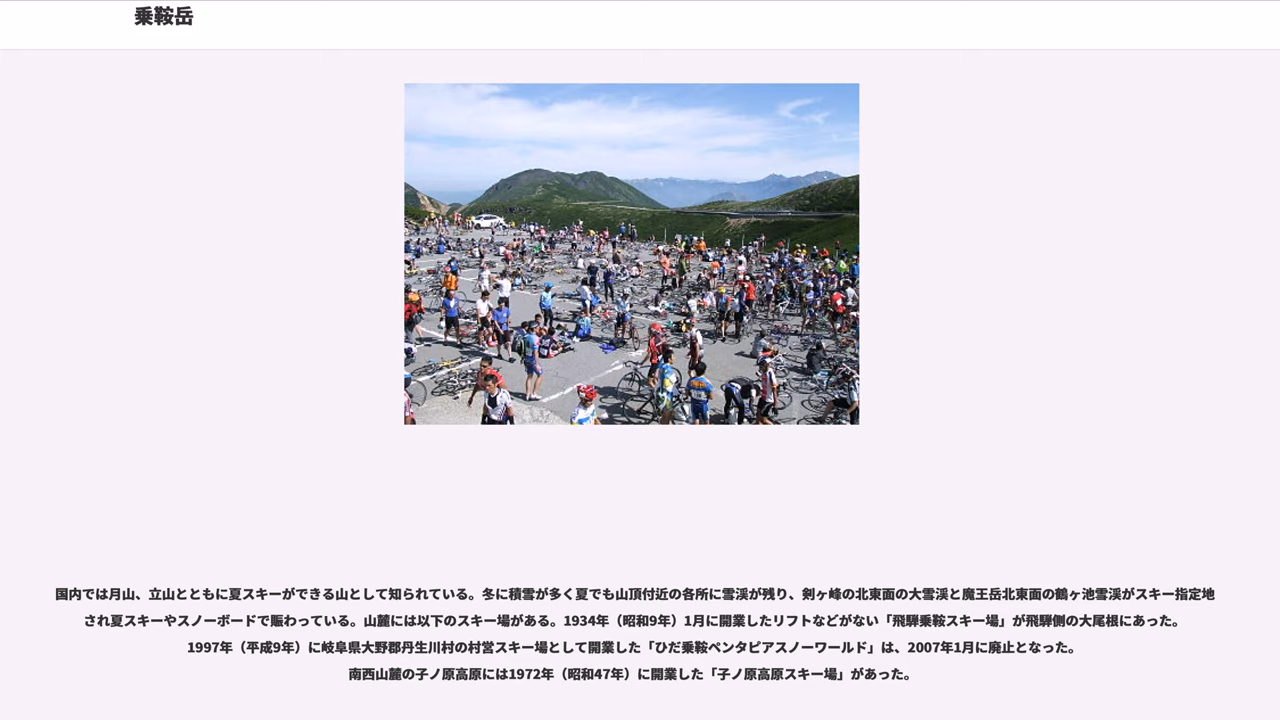 乗鞍岳
国内では月山、立山とともに夏スキーができる山として知られている。冬に積雪が多く夏でも山頂付近の各所に雪渓が残り、剣ヶ峰の北東面の大雪渓と魔王岳北東面の鶴ヶ池雪渓がスキー指定地
され夏スキーやスノーボードで賑わっている。山麓には以下のスキー場がある。1934年（昭和9年）1月に開業したリフトなどがない「飛騨乗鞍スキー場」が飛騨側の大尾根にあった。
1997年（平成9年）に岐阜県大野郡丹生川村の村営スキー場として開業した「ひだ乗鞍ペンタピアスノーワールド」は、2007年1月に廃止となった。
南西山麓の子ノ原高原には1972年（昭和47年）に開業した「子ノ原高原スキー場」があった。